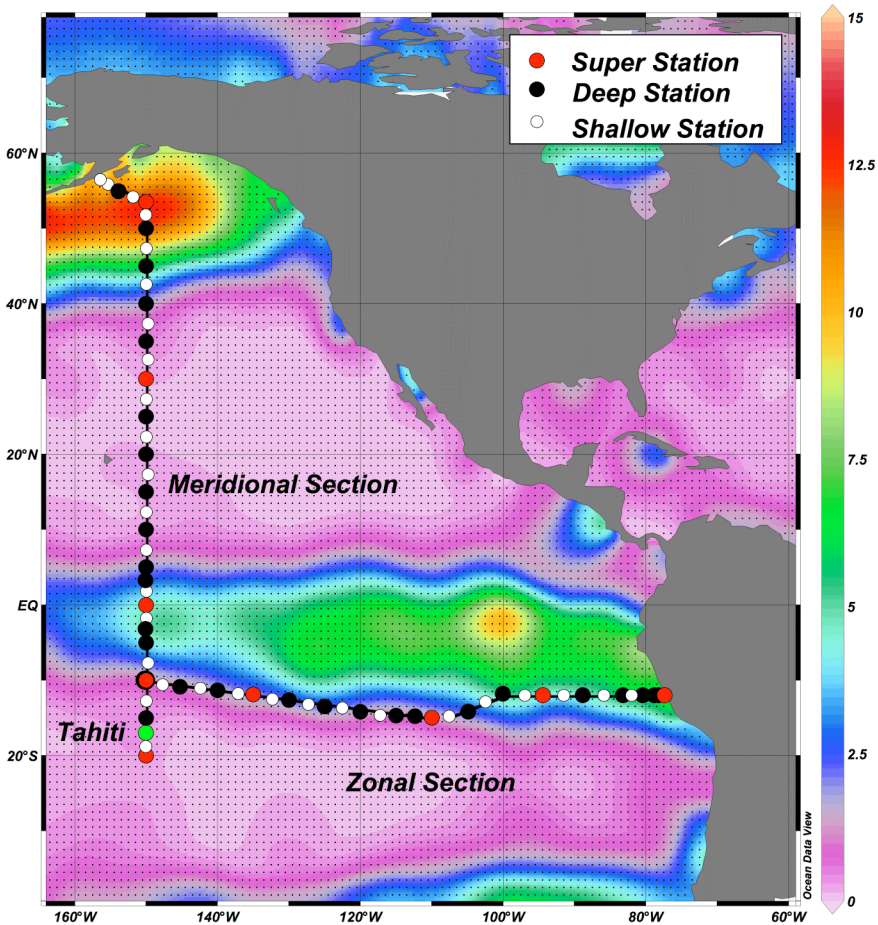 Super Station
Deep Station
Shallow Station
15
12.5
10
7.5
5
2.5
0
60°N
40°N
20°N
EQ
20°S
Meridional Section
Tahiti
Zonal Section
Ocean Data View
160°W
140°W
120°W
100°W
80°W
60°W